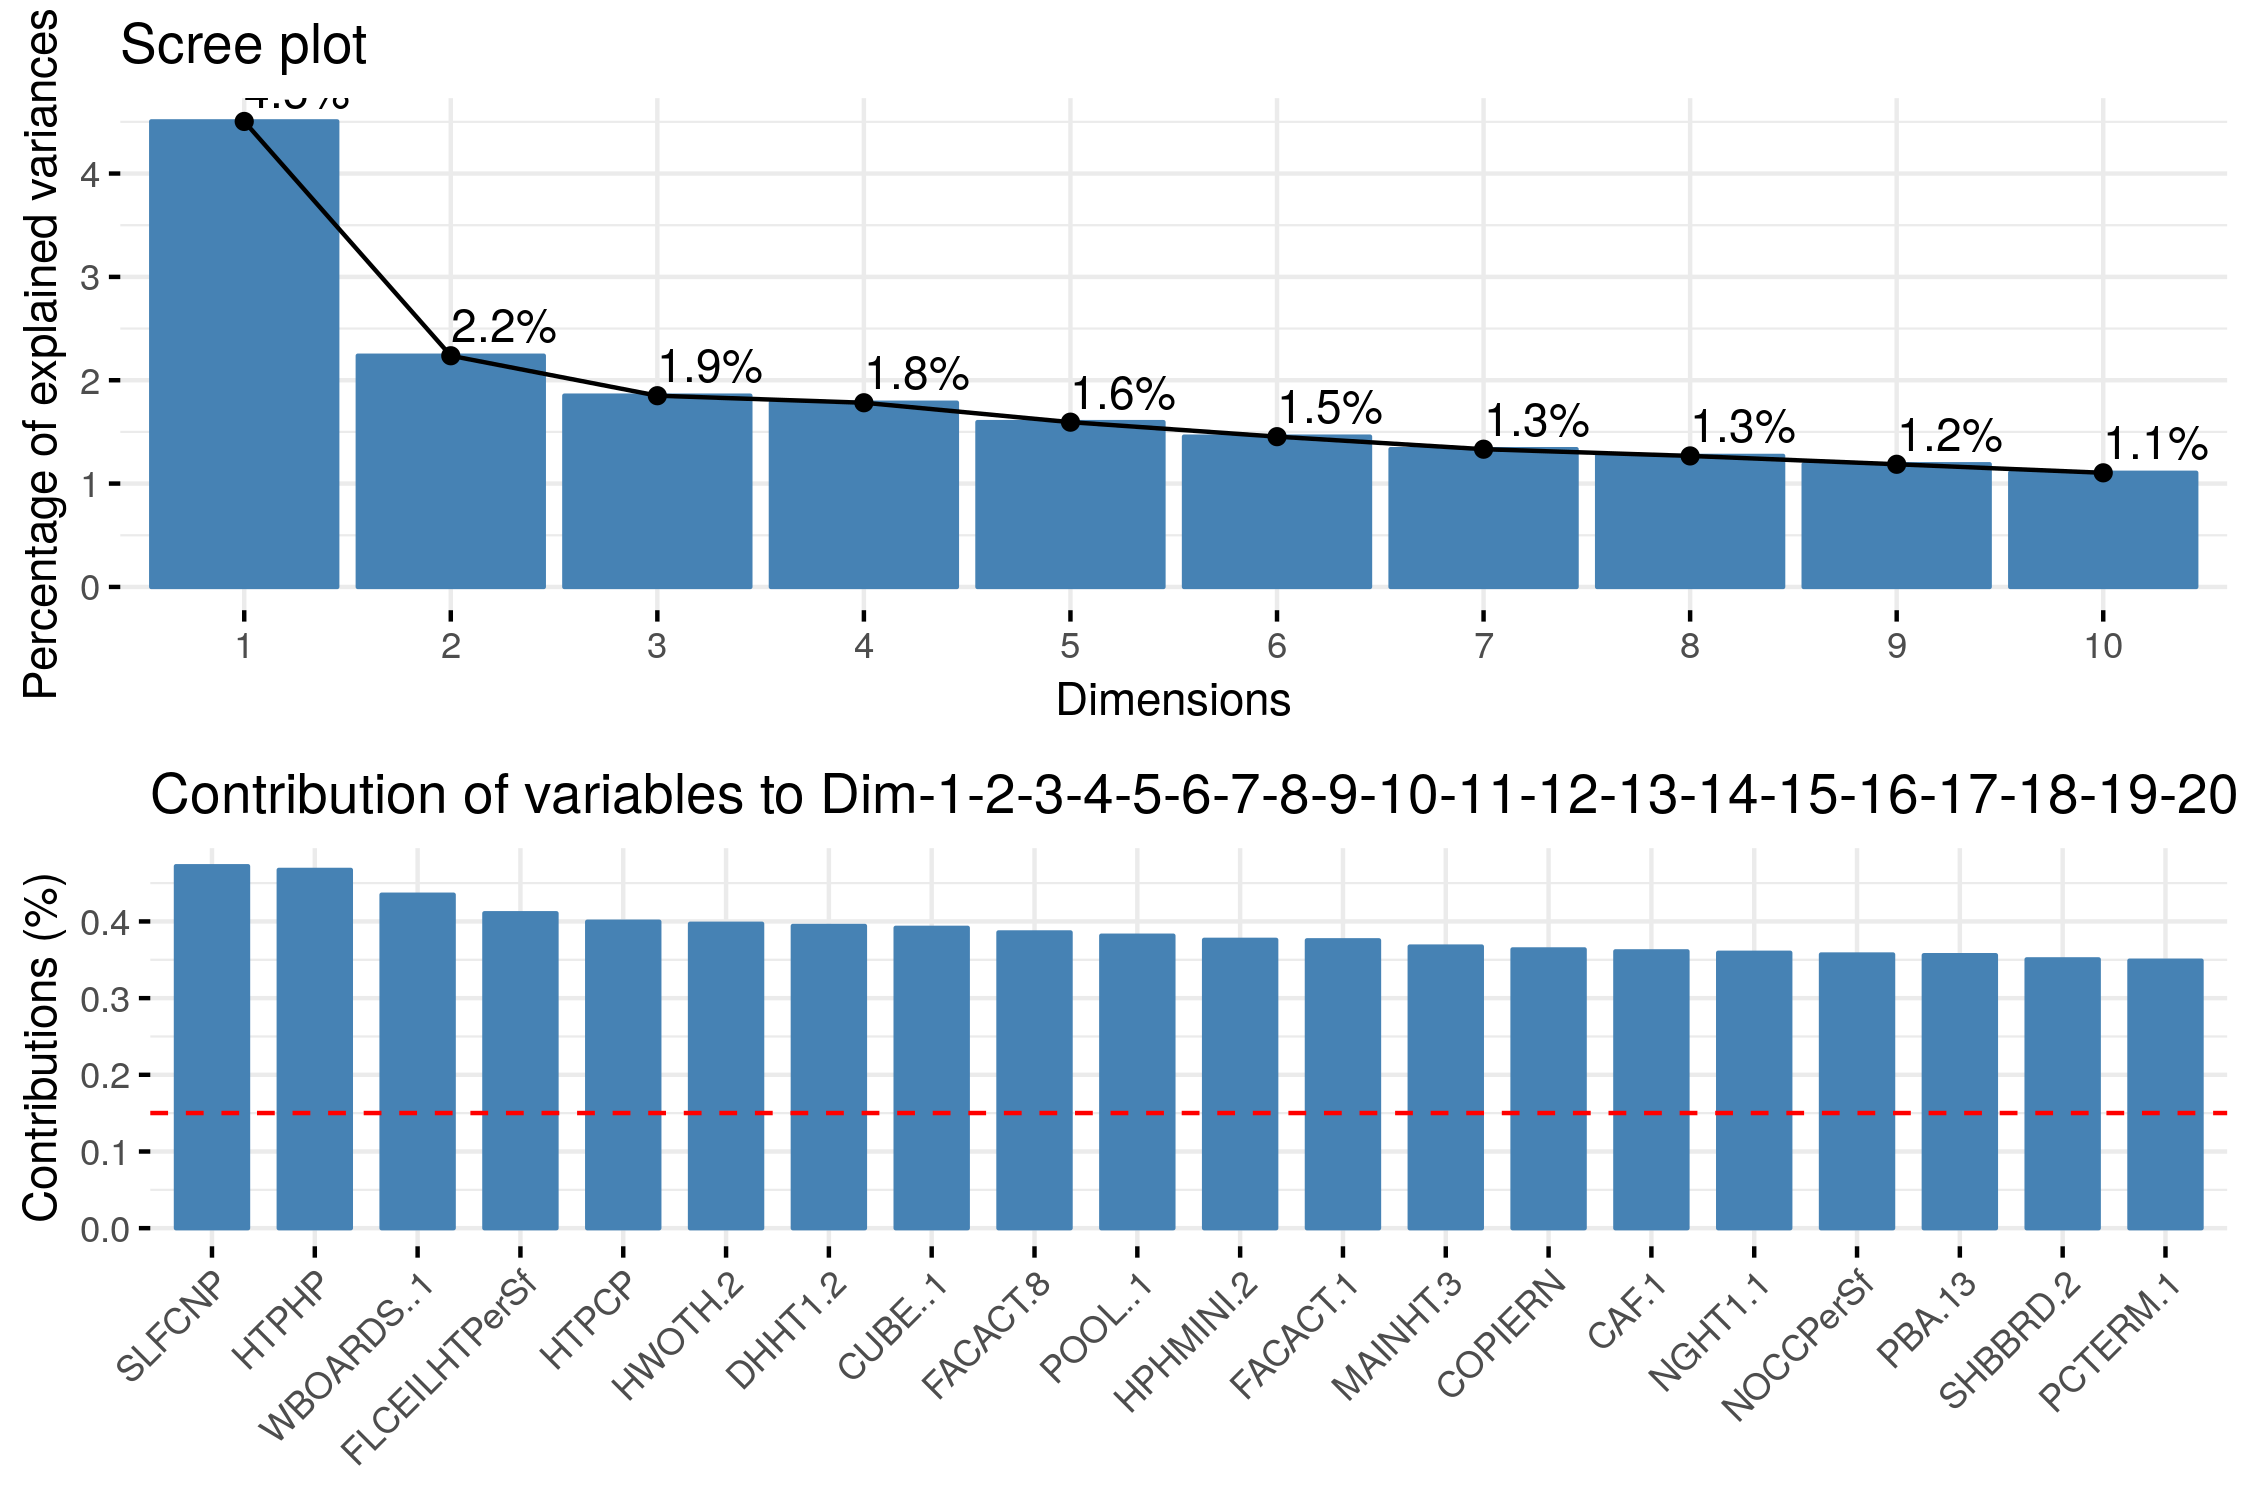 Scree plot
Percentage of explained variances
4
3
2
1
0
2.2%
1.9%
1.8%
1.6%
1.5%
1.3%
1.3%
1.2%
1.1%
1 2 3 4 5 6 7 8 9 10
Dimensions
Contribution of variables to Dim-1-2-3-4-5-6-7-8-9-10-11-12-13-14-15-16-17-18-19-20
Contributions (%)
0.4
0.3
0.2
0.1
0.0
SLFCNP
HTPHP
WBOARDS..1
FLCEILHTPerSf
HTPCP
HWOTH.2
DHHT1.2
CUBE..1
FACACT.8
POOL..1
HPHMINI.2
FACACT.1
MAINHT.3
COPIERN
CAF.1
NGHT1.1
NOCCPerSf
PBA.13
SHBBRD.2
PCTERM.1